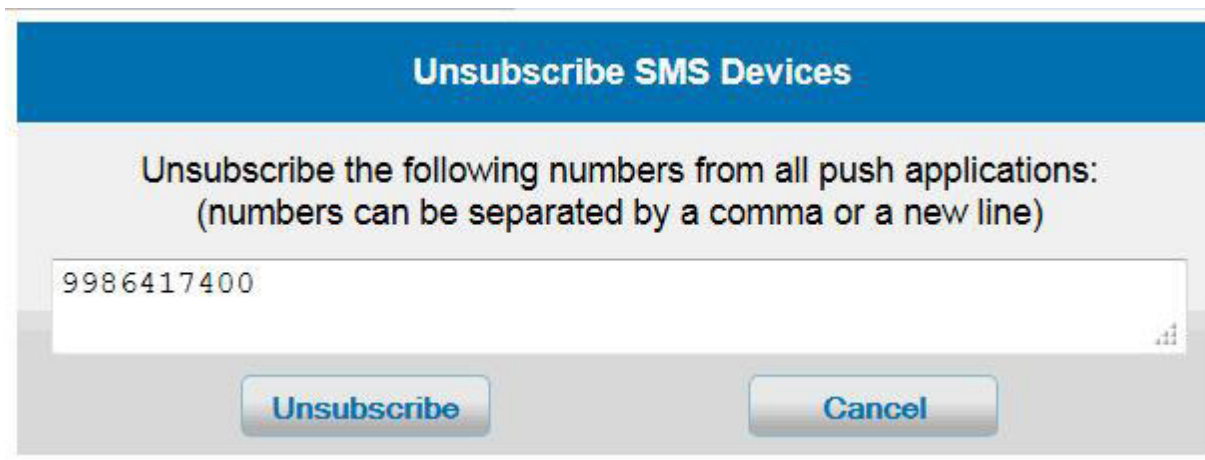 Unsubscribe SMS Devices
Unsubscribe the following numbers from all push applications:
(numbers can be separated by a comma or a new line)
9986417400
Unsubscribe
Cancel